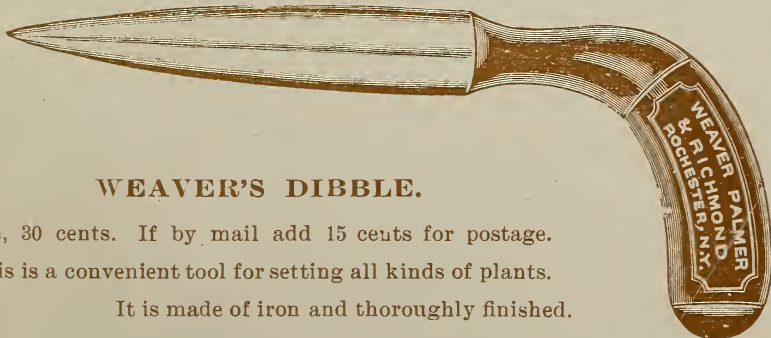 WEAVER PALMER
& RICHMOND
ROCHESTER, N.Y.
WEAVER'S DIBBLE.
, 30 cents. If by mail add 15 cents for postage.
is is a convenient tool for setting all kinds of plants.
It is made of iron and thoroughly finished.